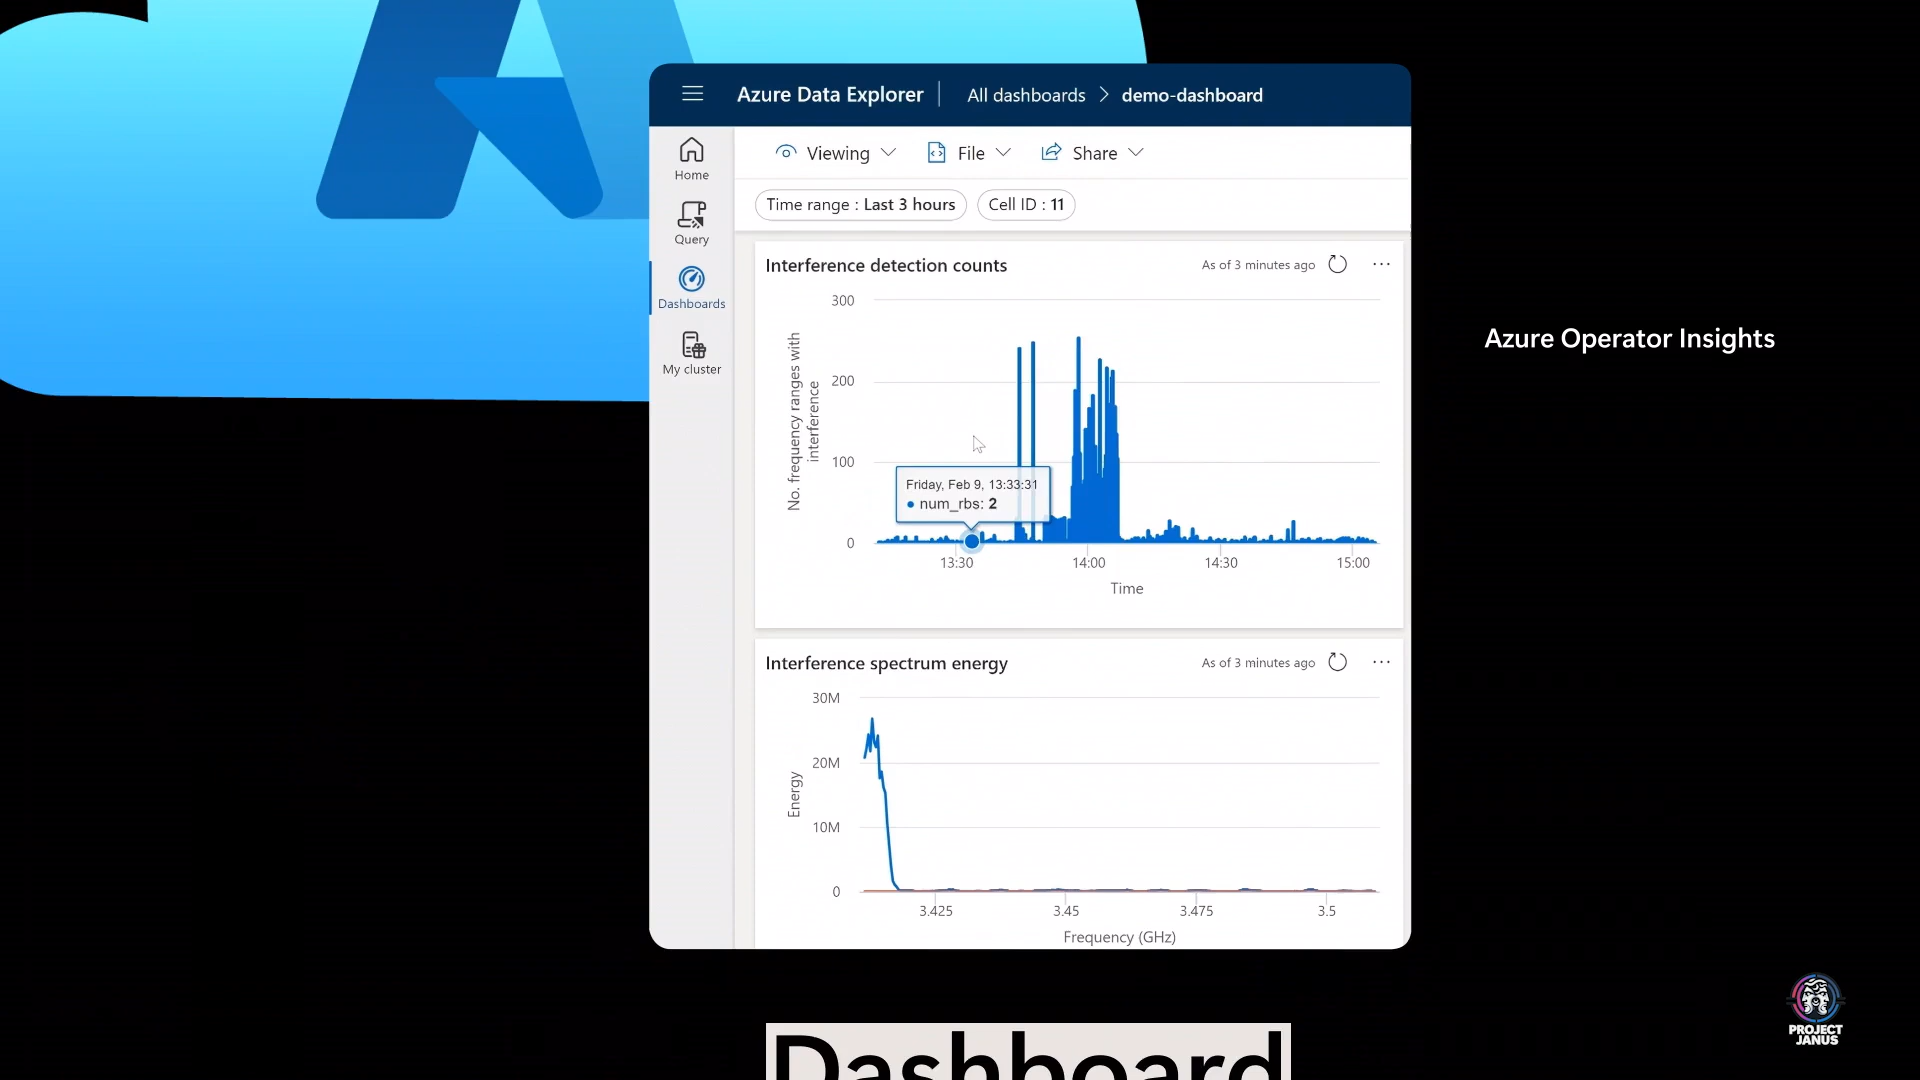 Azure Data Explorer
All dashboards > demo-dashboard
Home
Query
Dashboards
My cluster
Viewing
File
Share
Time range : Last 3 hours
Cell ID : 11
Interference detection counts
As of 3 minutes ago
No. frequency ranges with
interference
300
200
100
0
Friday, Feb 9, 13:33:31
num_rbs: 2
13:30
14:00
14:30
15:00
Time
Interference spectrum energy
As of 3 minutes ago
Energy
30M
20M
10M
0
3.425
3.45
3.475
3.5
Frequency (GHz)
Azure Operator Insights
Dashboard
PROJECT
JANUS